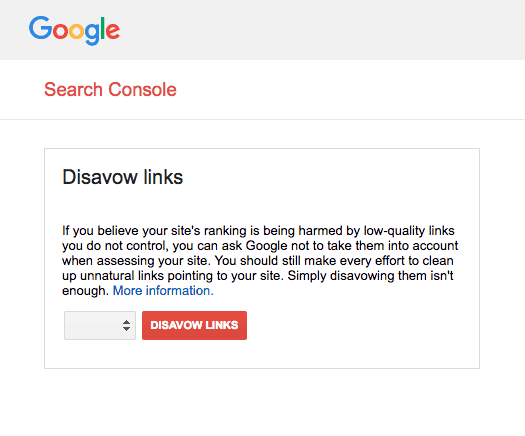 Google
Search Console
Disavow links
If you believe your site's ranking is being harmed by low-quality links
you do not control, you can ask Google not to take them into account
when assessing your site. You should still make every effort to clean
up unnatural links pointing to your site. Simply disavowing them isn't
enough. More information.
DISAVOW LINKS